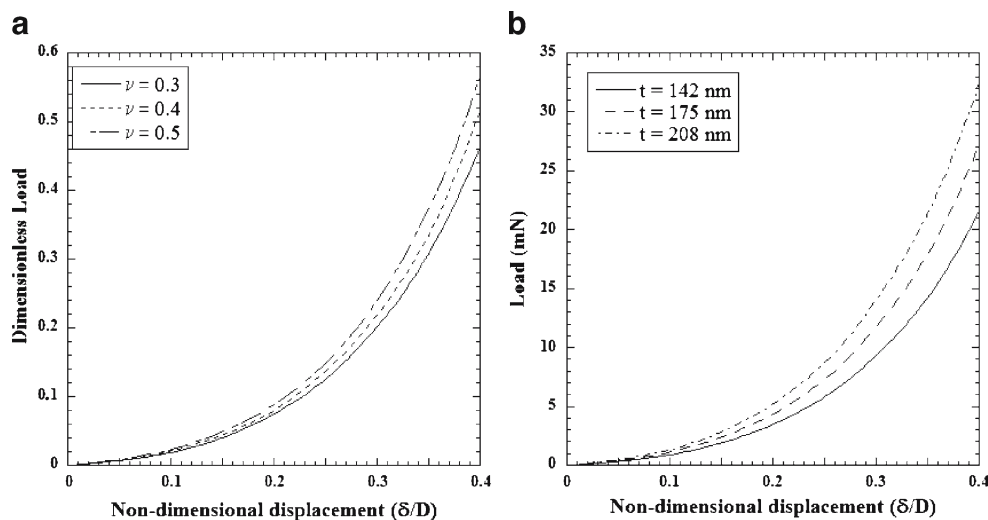 a
0.6
0.5
0.4
0.3
0.2
0.1
0
ν = 0.3
ν = 0.4
ν = 0.5
Dimensionless Load
0 0.1 0.2 0.3 0.4
Non-dimensional displacement (δ/D)
b
35
30
25
20
15
10
5
0
t = 142 nm
t = 175 nm
t = 208 nm
Load (mN)
0 0.1 0.2 0.3 0.4
Non-dimensional displacement (δ/D)